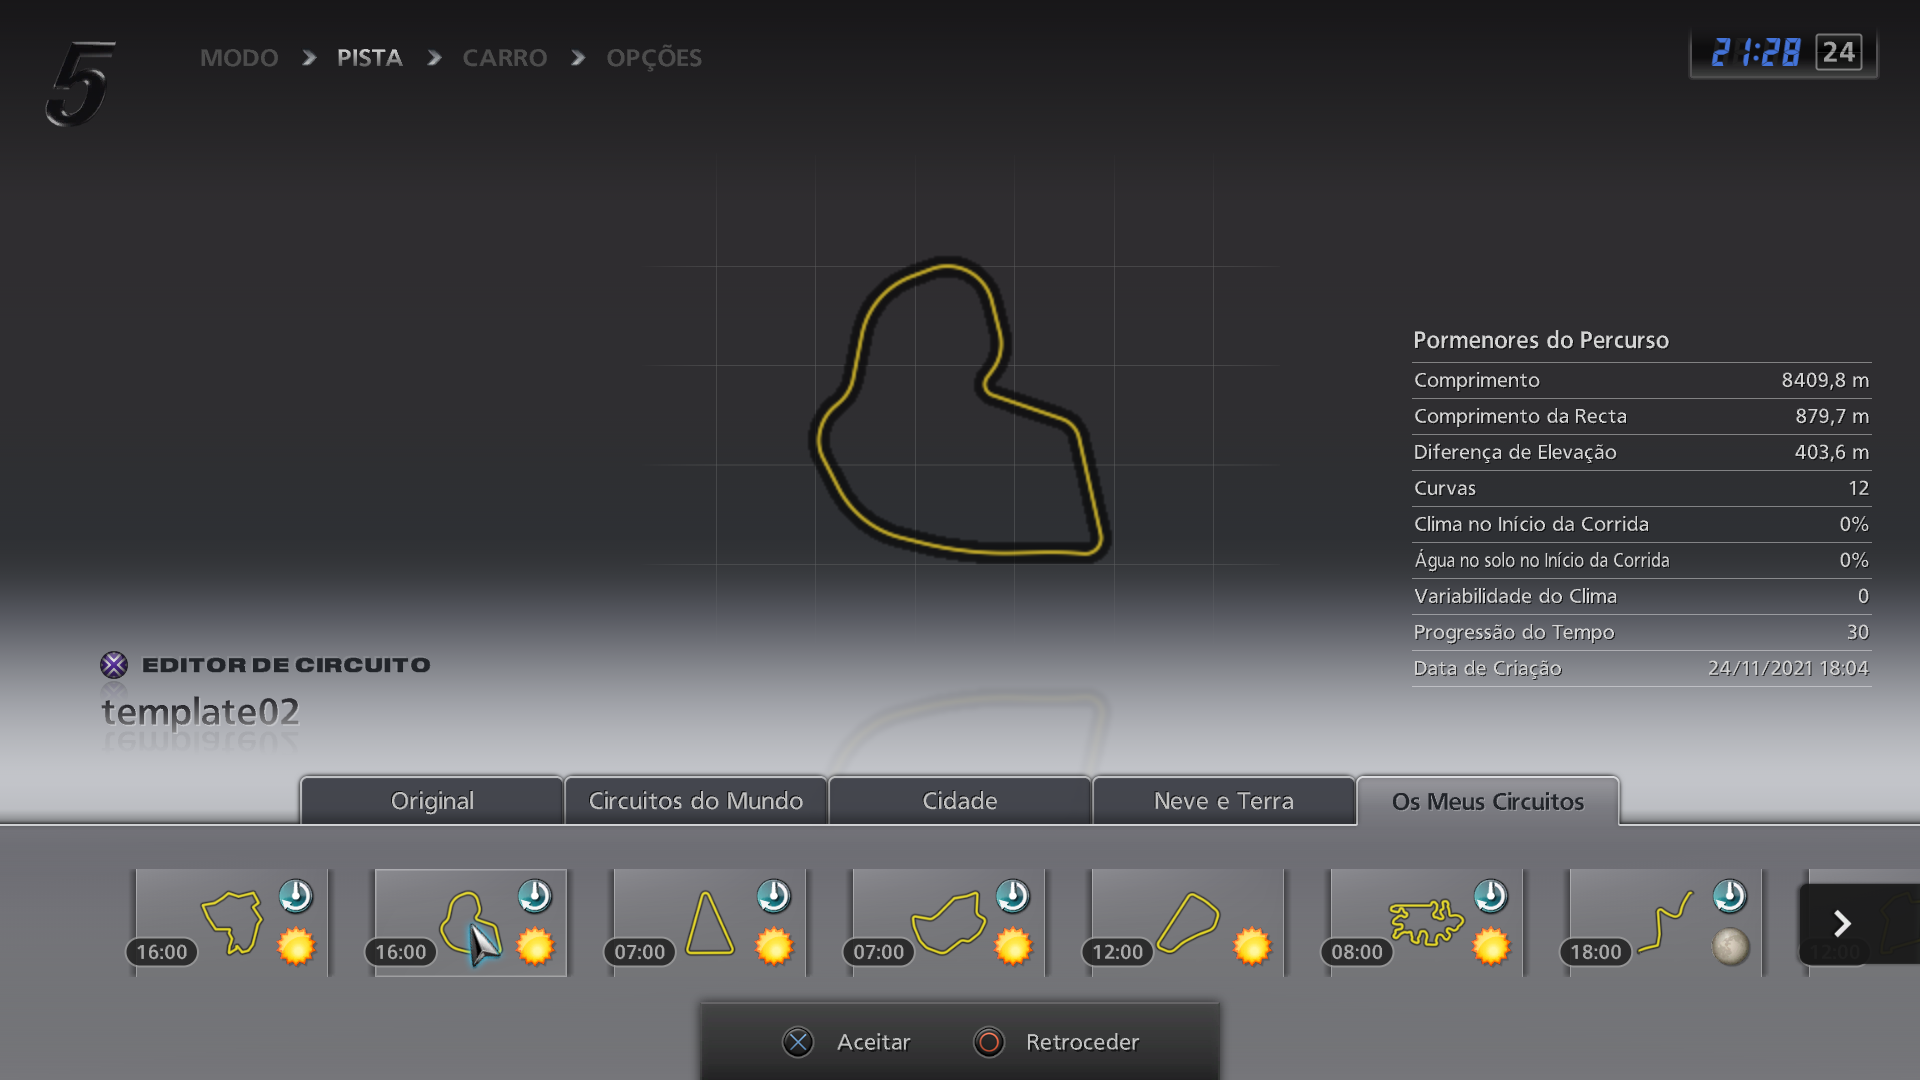 5
MODO PISTA CARRO OPÇÕES
21:28 24
Pormenores do Percurso
Comprimento 8409,8 m
Comprimento da Recta 879,7 m
Diferença de Elevação 403,6 m
Curvas 12
Clima no Início da Corrida 0%
Água no solo no Início da Corrida 0%
Variabilidade do Clima 0
Progressão do Tempo 30
Data de Criação 24/11/2021 18:04
EDITOR DE CIRCUITO
template02
Original Circuitos do Mundo Cidade Neve e Terra Os Meus Circuitos
16:00 16:00 07:00 07:00 12:00 08:00 18:00 12:00
Aceitar Retroceder